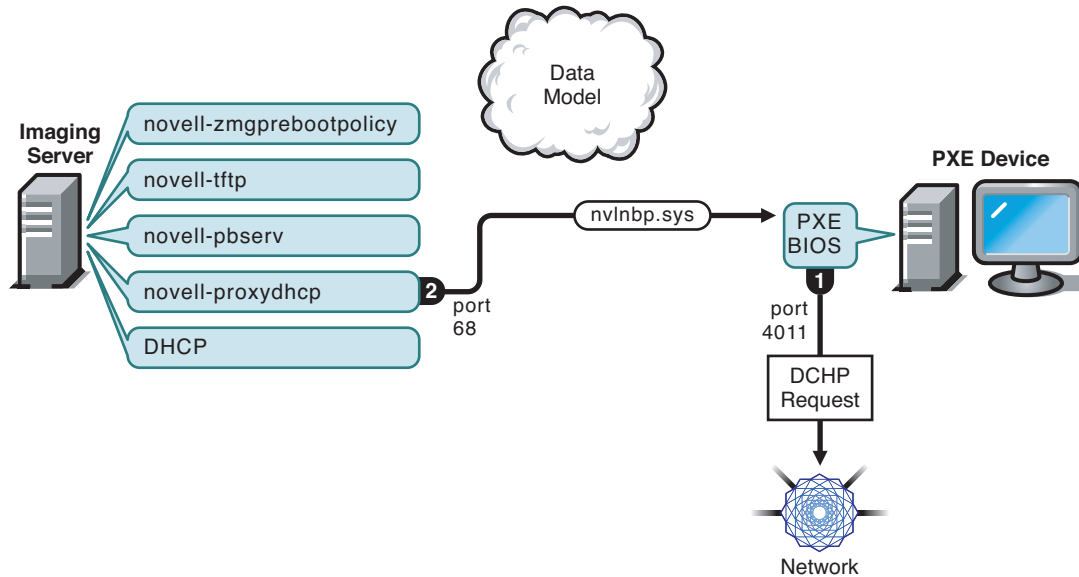 Data
Model
Imaging
Server
novell-zmgprebootpolicy
novell-tftp
novell-pbserv
novell-proxydhcp
DHCP
2
port
68
nvlnbp.sys
PXE
BIOS
PXE Device
1
port
4011
DCHP
Request
Network